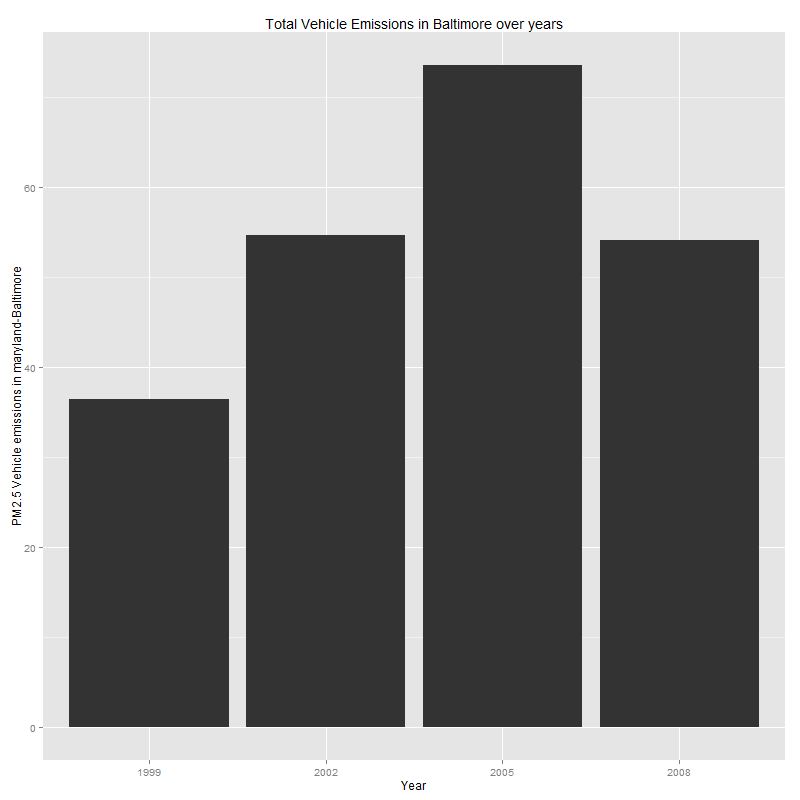 Total Vehicle Emissions in Baltimore over years
PM2.5 Vehicle emissions in maryland-Baltimore
60
40
20
0
1999
2002
2005
2008
Year